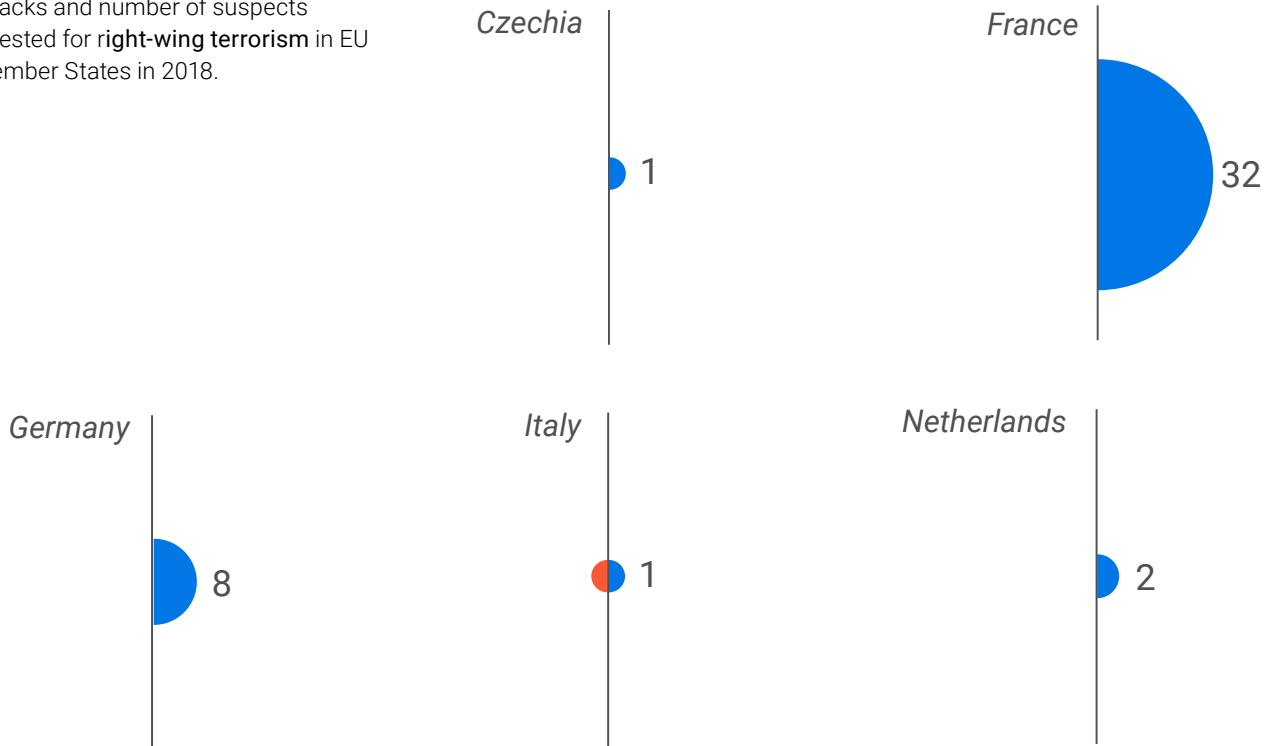 acks and number of suspects
ested for right-wing terrorism in EU
ember States in 2018.
Czechia
1
France
32
Germany
8
Italy
1
Netherlands
2